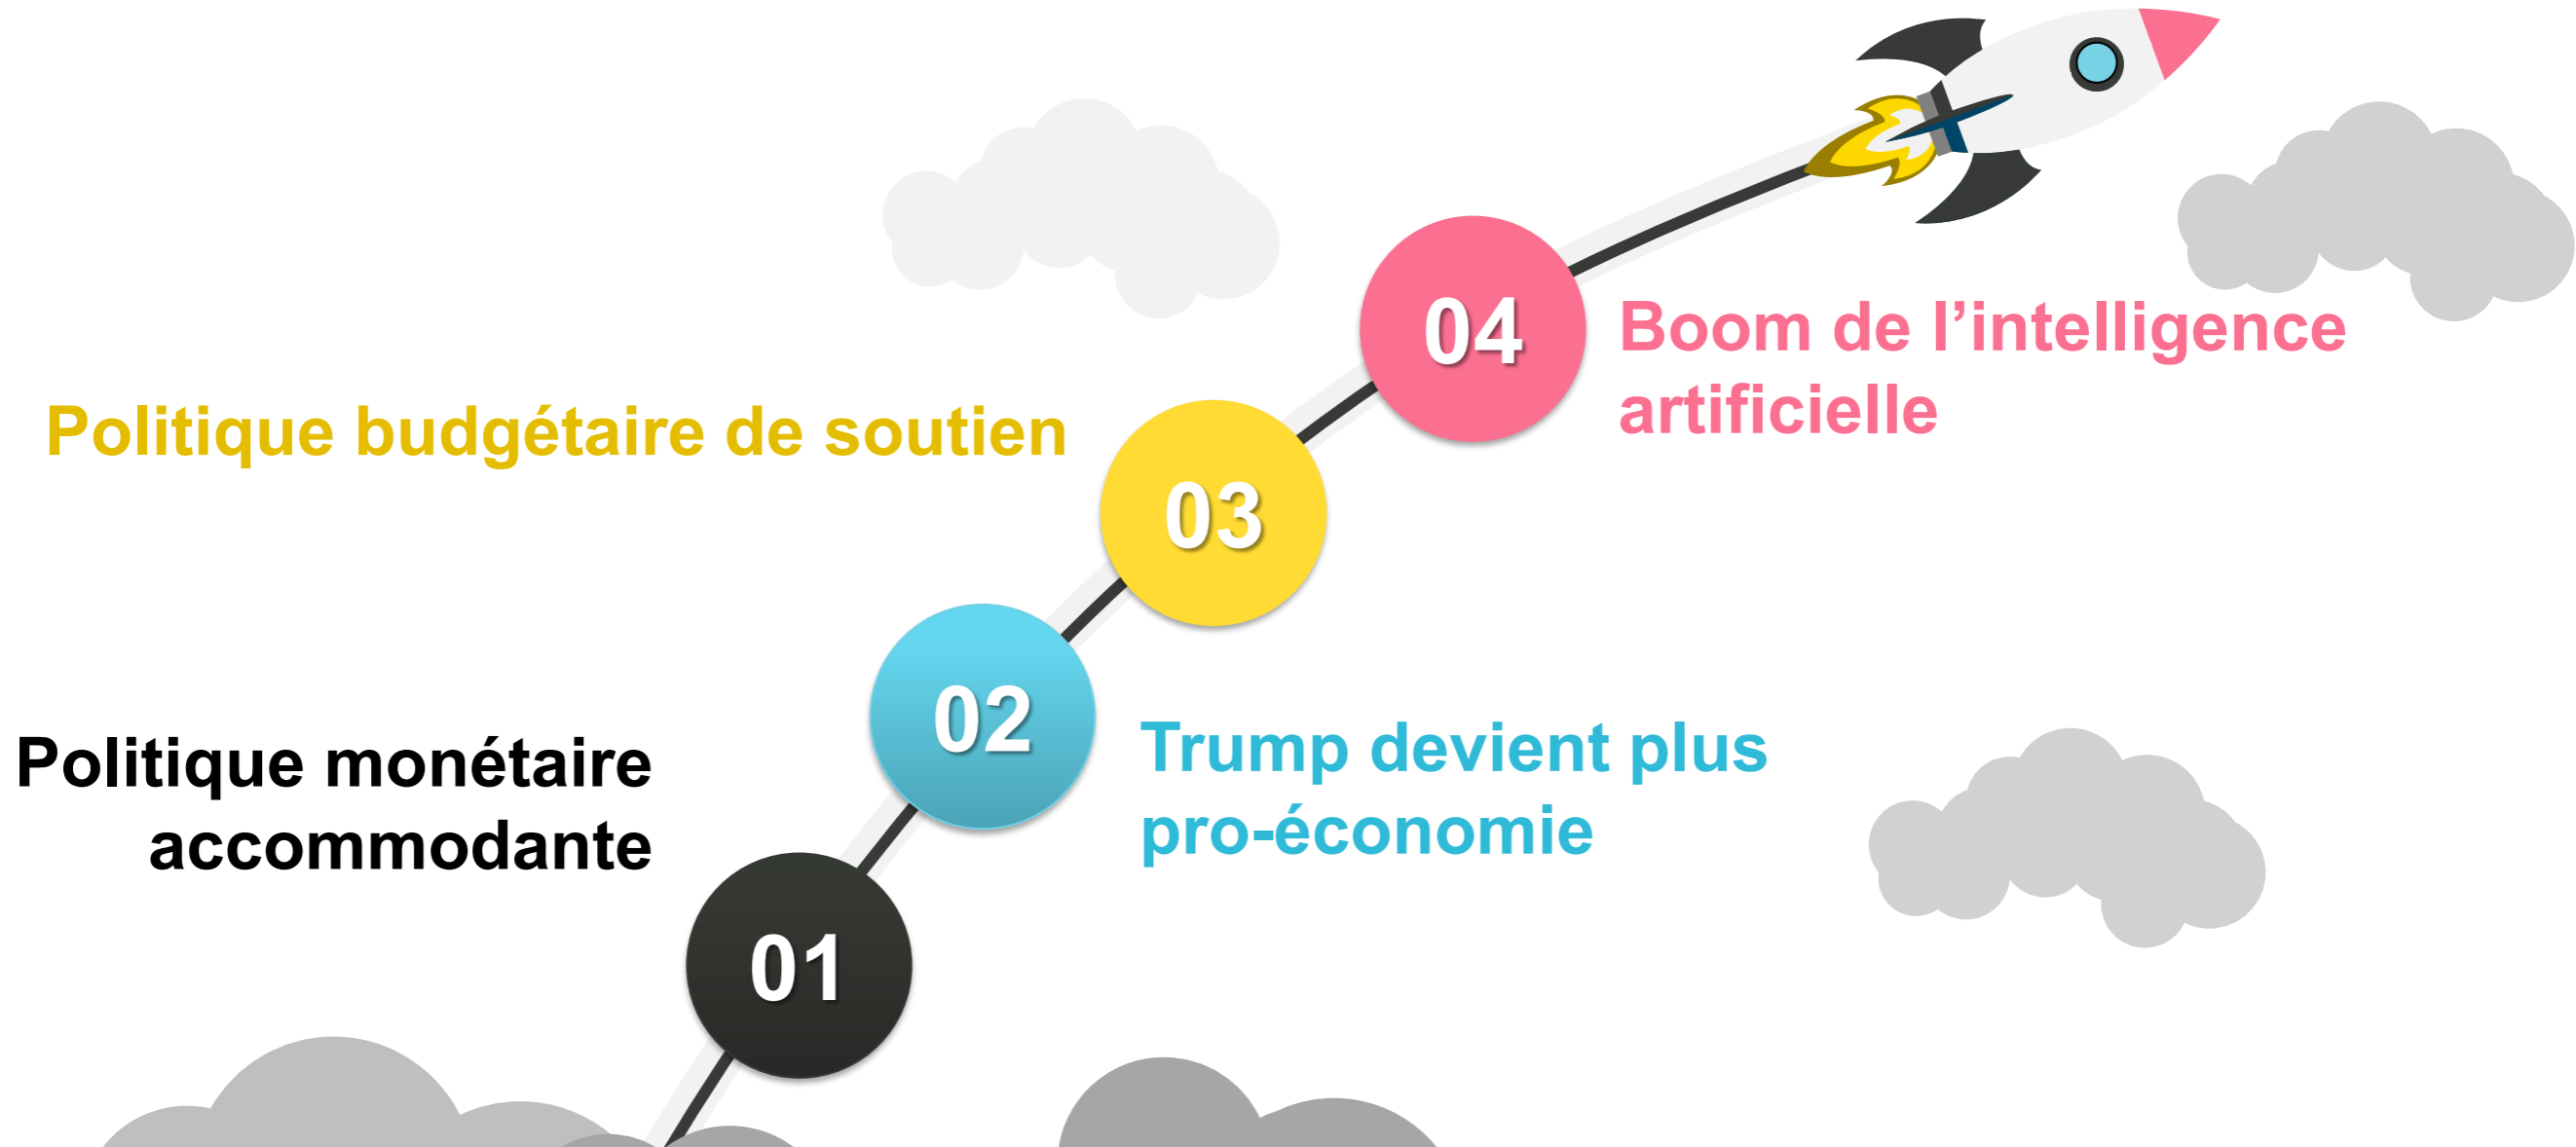 04
Boom de l’intelligence
artificielle
Politique budgétaire de soutien
03
02
Trump devient plus
pro-économie
Politique monétaire
accommodante
01